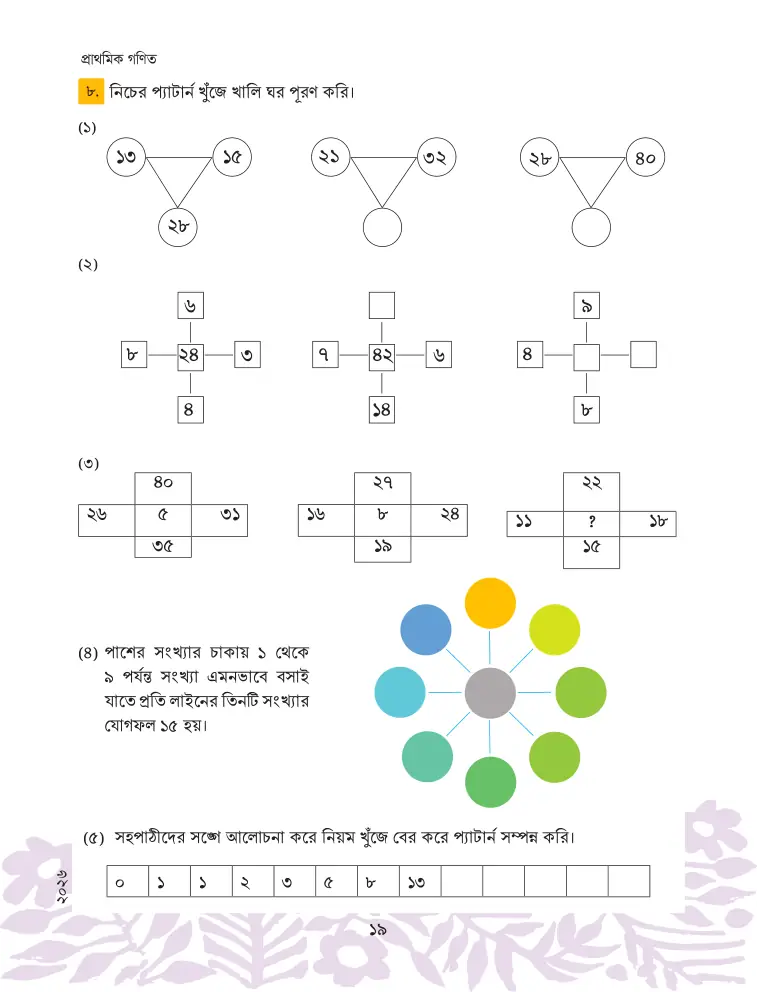 প্রাথমিক গণিত
৮. নিচের প্যাটার্ন খুঁজে খালি ঘর পূরণ করি।
(১)
১৩ ১৫ ২১ ৩২ ২৮ ৪০
২৮
(২)
৬ ৯
৮ ২৪ ৩ ৭ ৪২ ৬ ৪
৪ ১৪ ৮
(৩)
৪০ ২৭ ২২
২৬ ৫ ৩১ ১৬ ৮ ২৪ ১১ ? ১৮
৩৫ ১৯ ১৫
(৪) পাশের সংখ্যার চাকায় ১ থেকে
৯ পর্যন্ত সংখ্যা এমনভাবে বসাই
যাতে প্রতি লাইনের তিনটি সংখ্যার
যোগফল ১৫ হয়।
(৫) সহপাঠীদের সঙ্গে আলোচনা করে নিয়ম খুঁজে বের করে প্যাটার্ন সম্পন্ন করি।
০ ১ ১ ২ ৩ ৫ ৮ ১৩
২০২৬
১৯